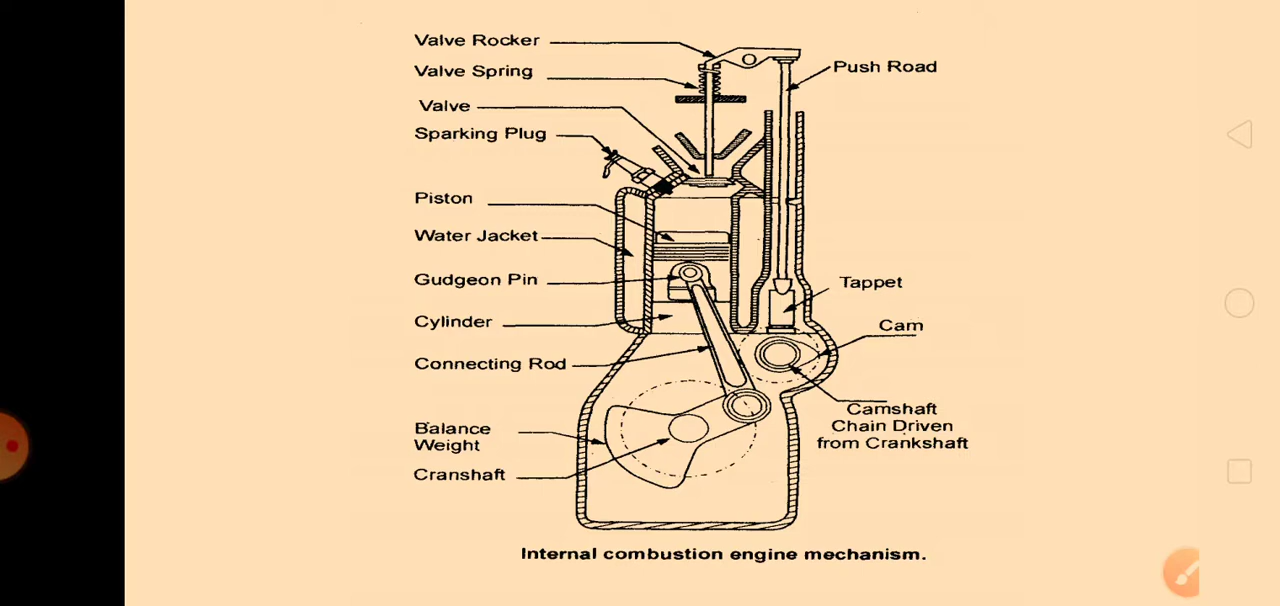 Valve Rocker
Valve Spring
Push Road
Valve
Sparking Plug
Piston
Water Jacket
Gudgeon Pin
Tappet
Cylinder
Cam
Connecting Rod
Camshaft
Chain Driven
from Crankshaft
Balance
Weight
Cranshaft
Internal combustion engine mechanism.